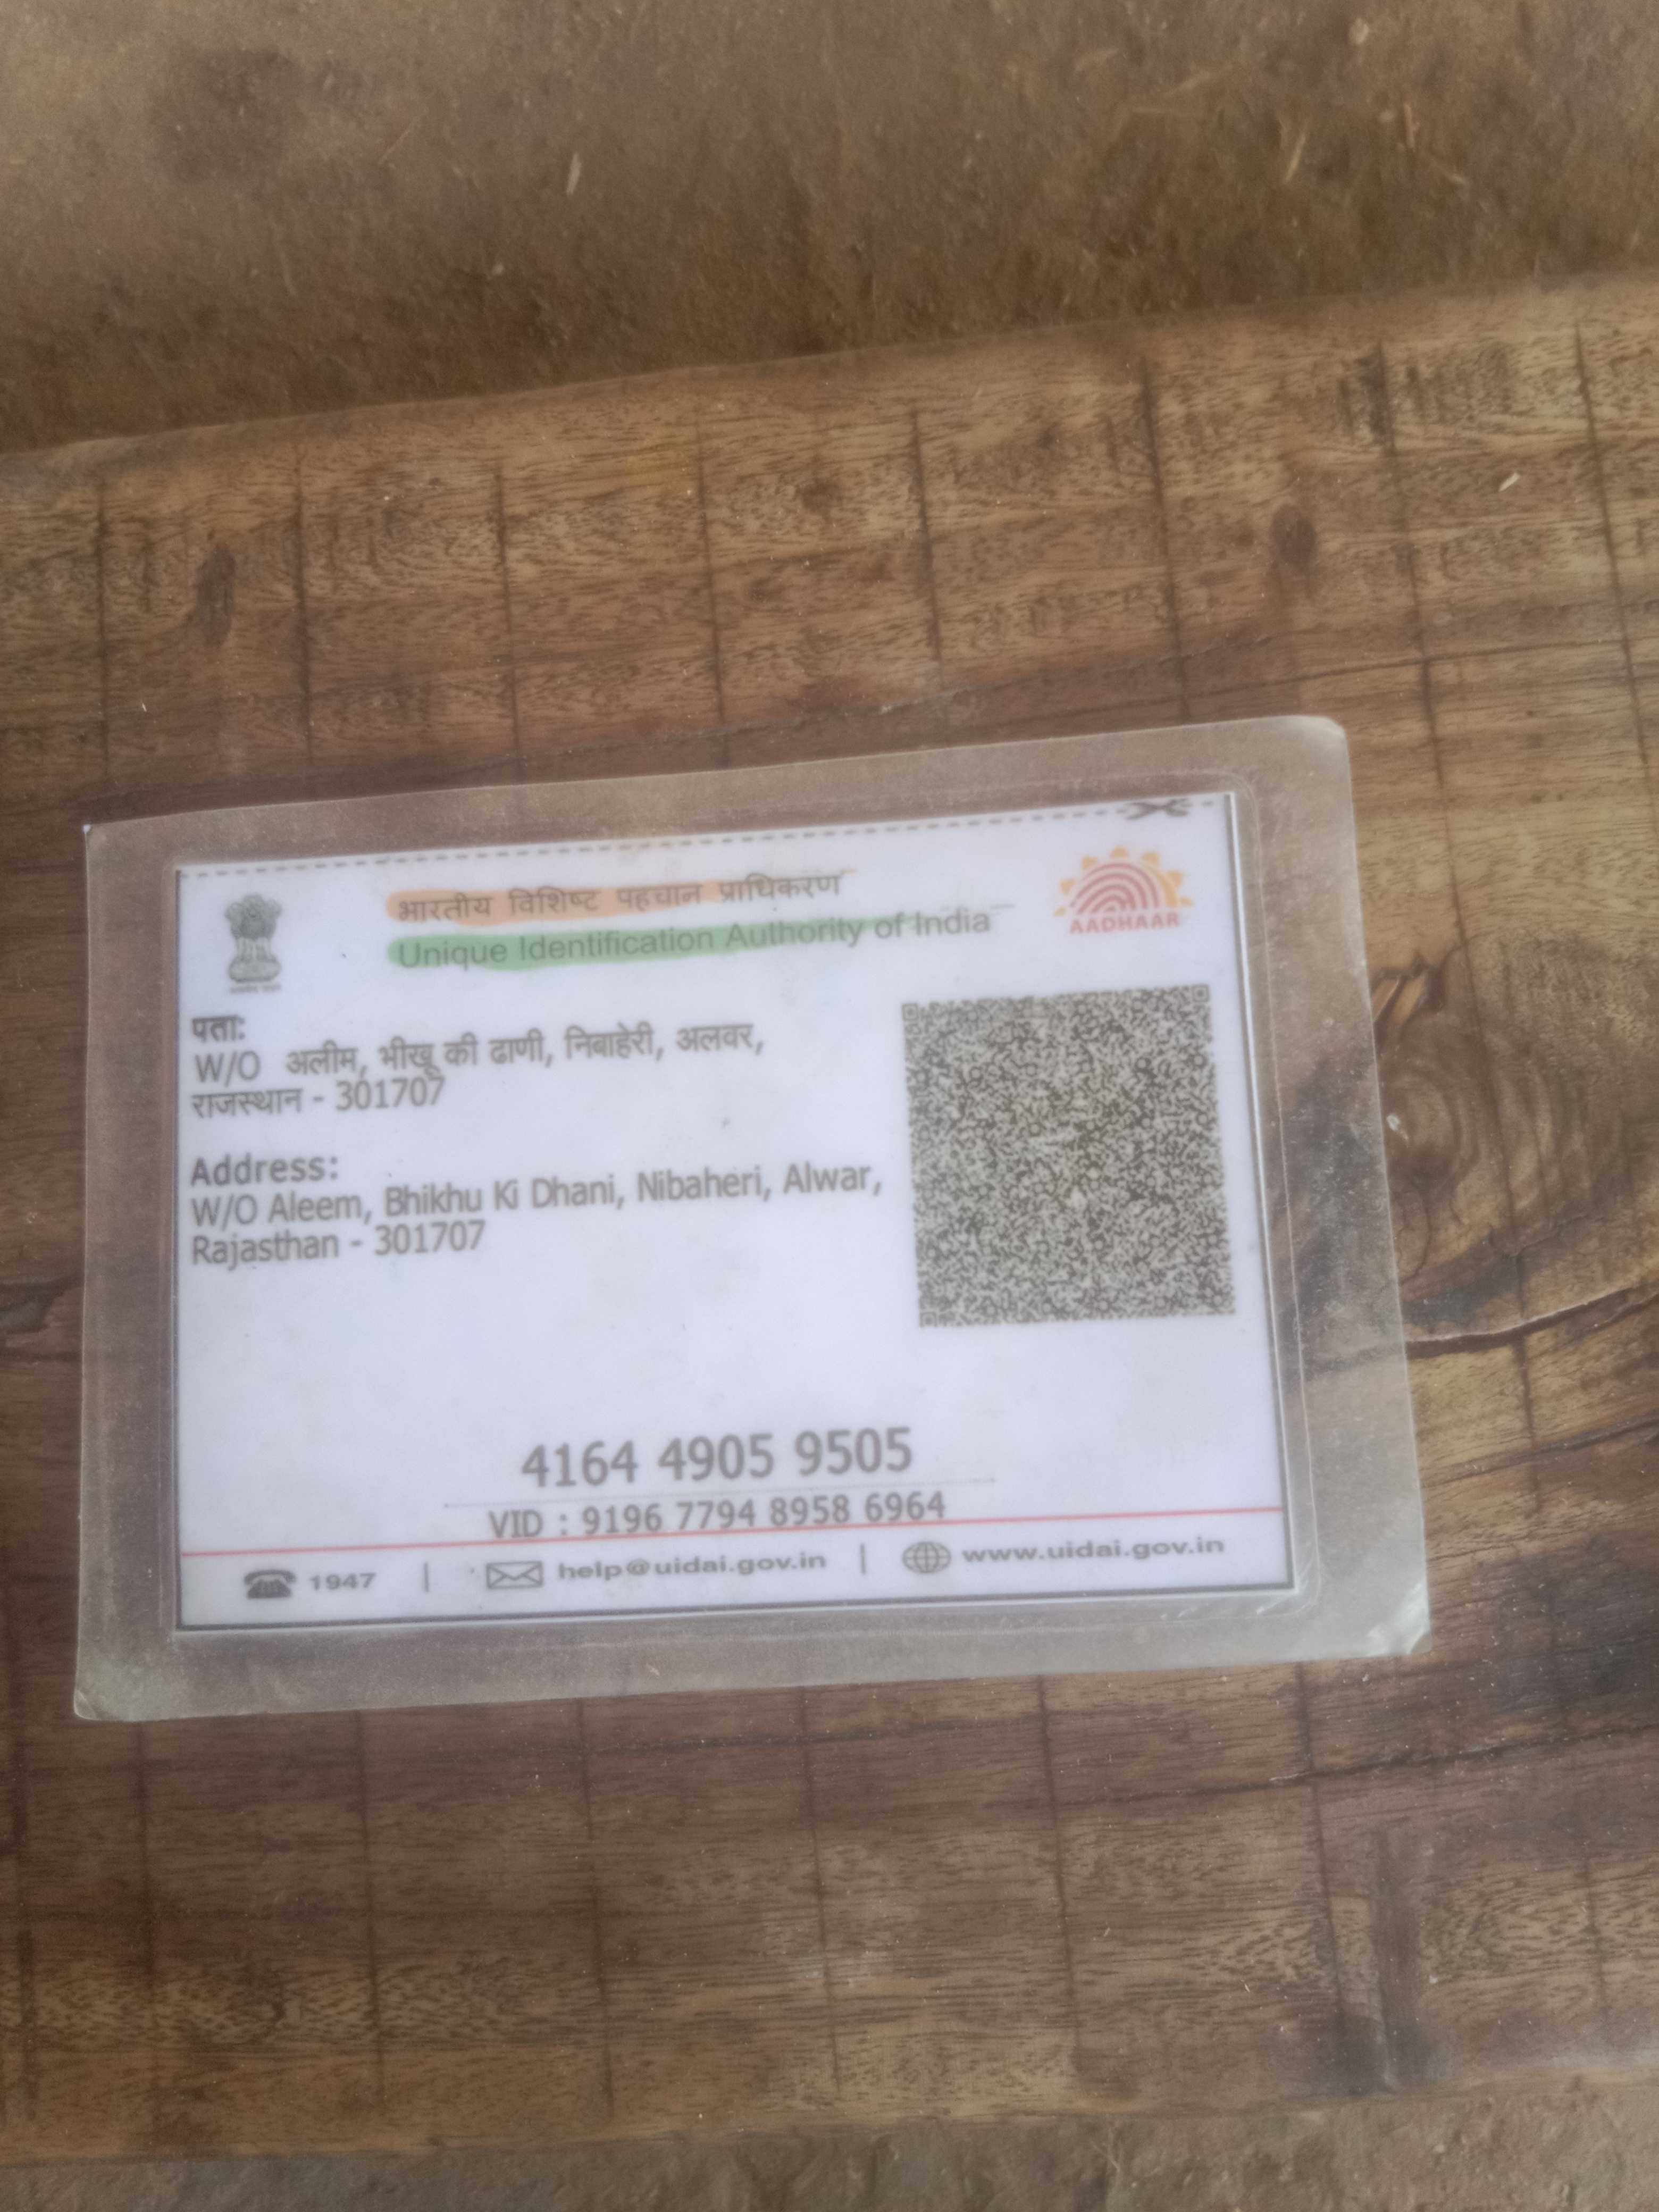 भारतीय विशिष्ट पहचान प्राधिकरण
Unique Identification Authority of India
AADHAAR
पता:
W/O अलीम, भीखू की ढाणी, निबाहेरी, अलवर,
राजस्थान - 301707
Address:
W/O Aleem, Bhikhu Ki Dhani, Nibaheri, Alwar,
Rajasthan - 301707
4164 4905 9505
VID : 9196 7794 8958 6964
1947 | help@uidai.gov.in | www.uidai.gov.in